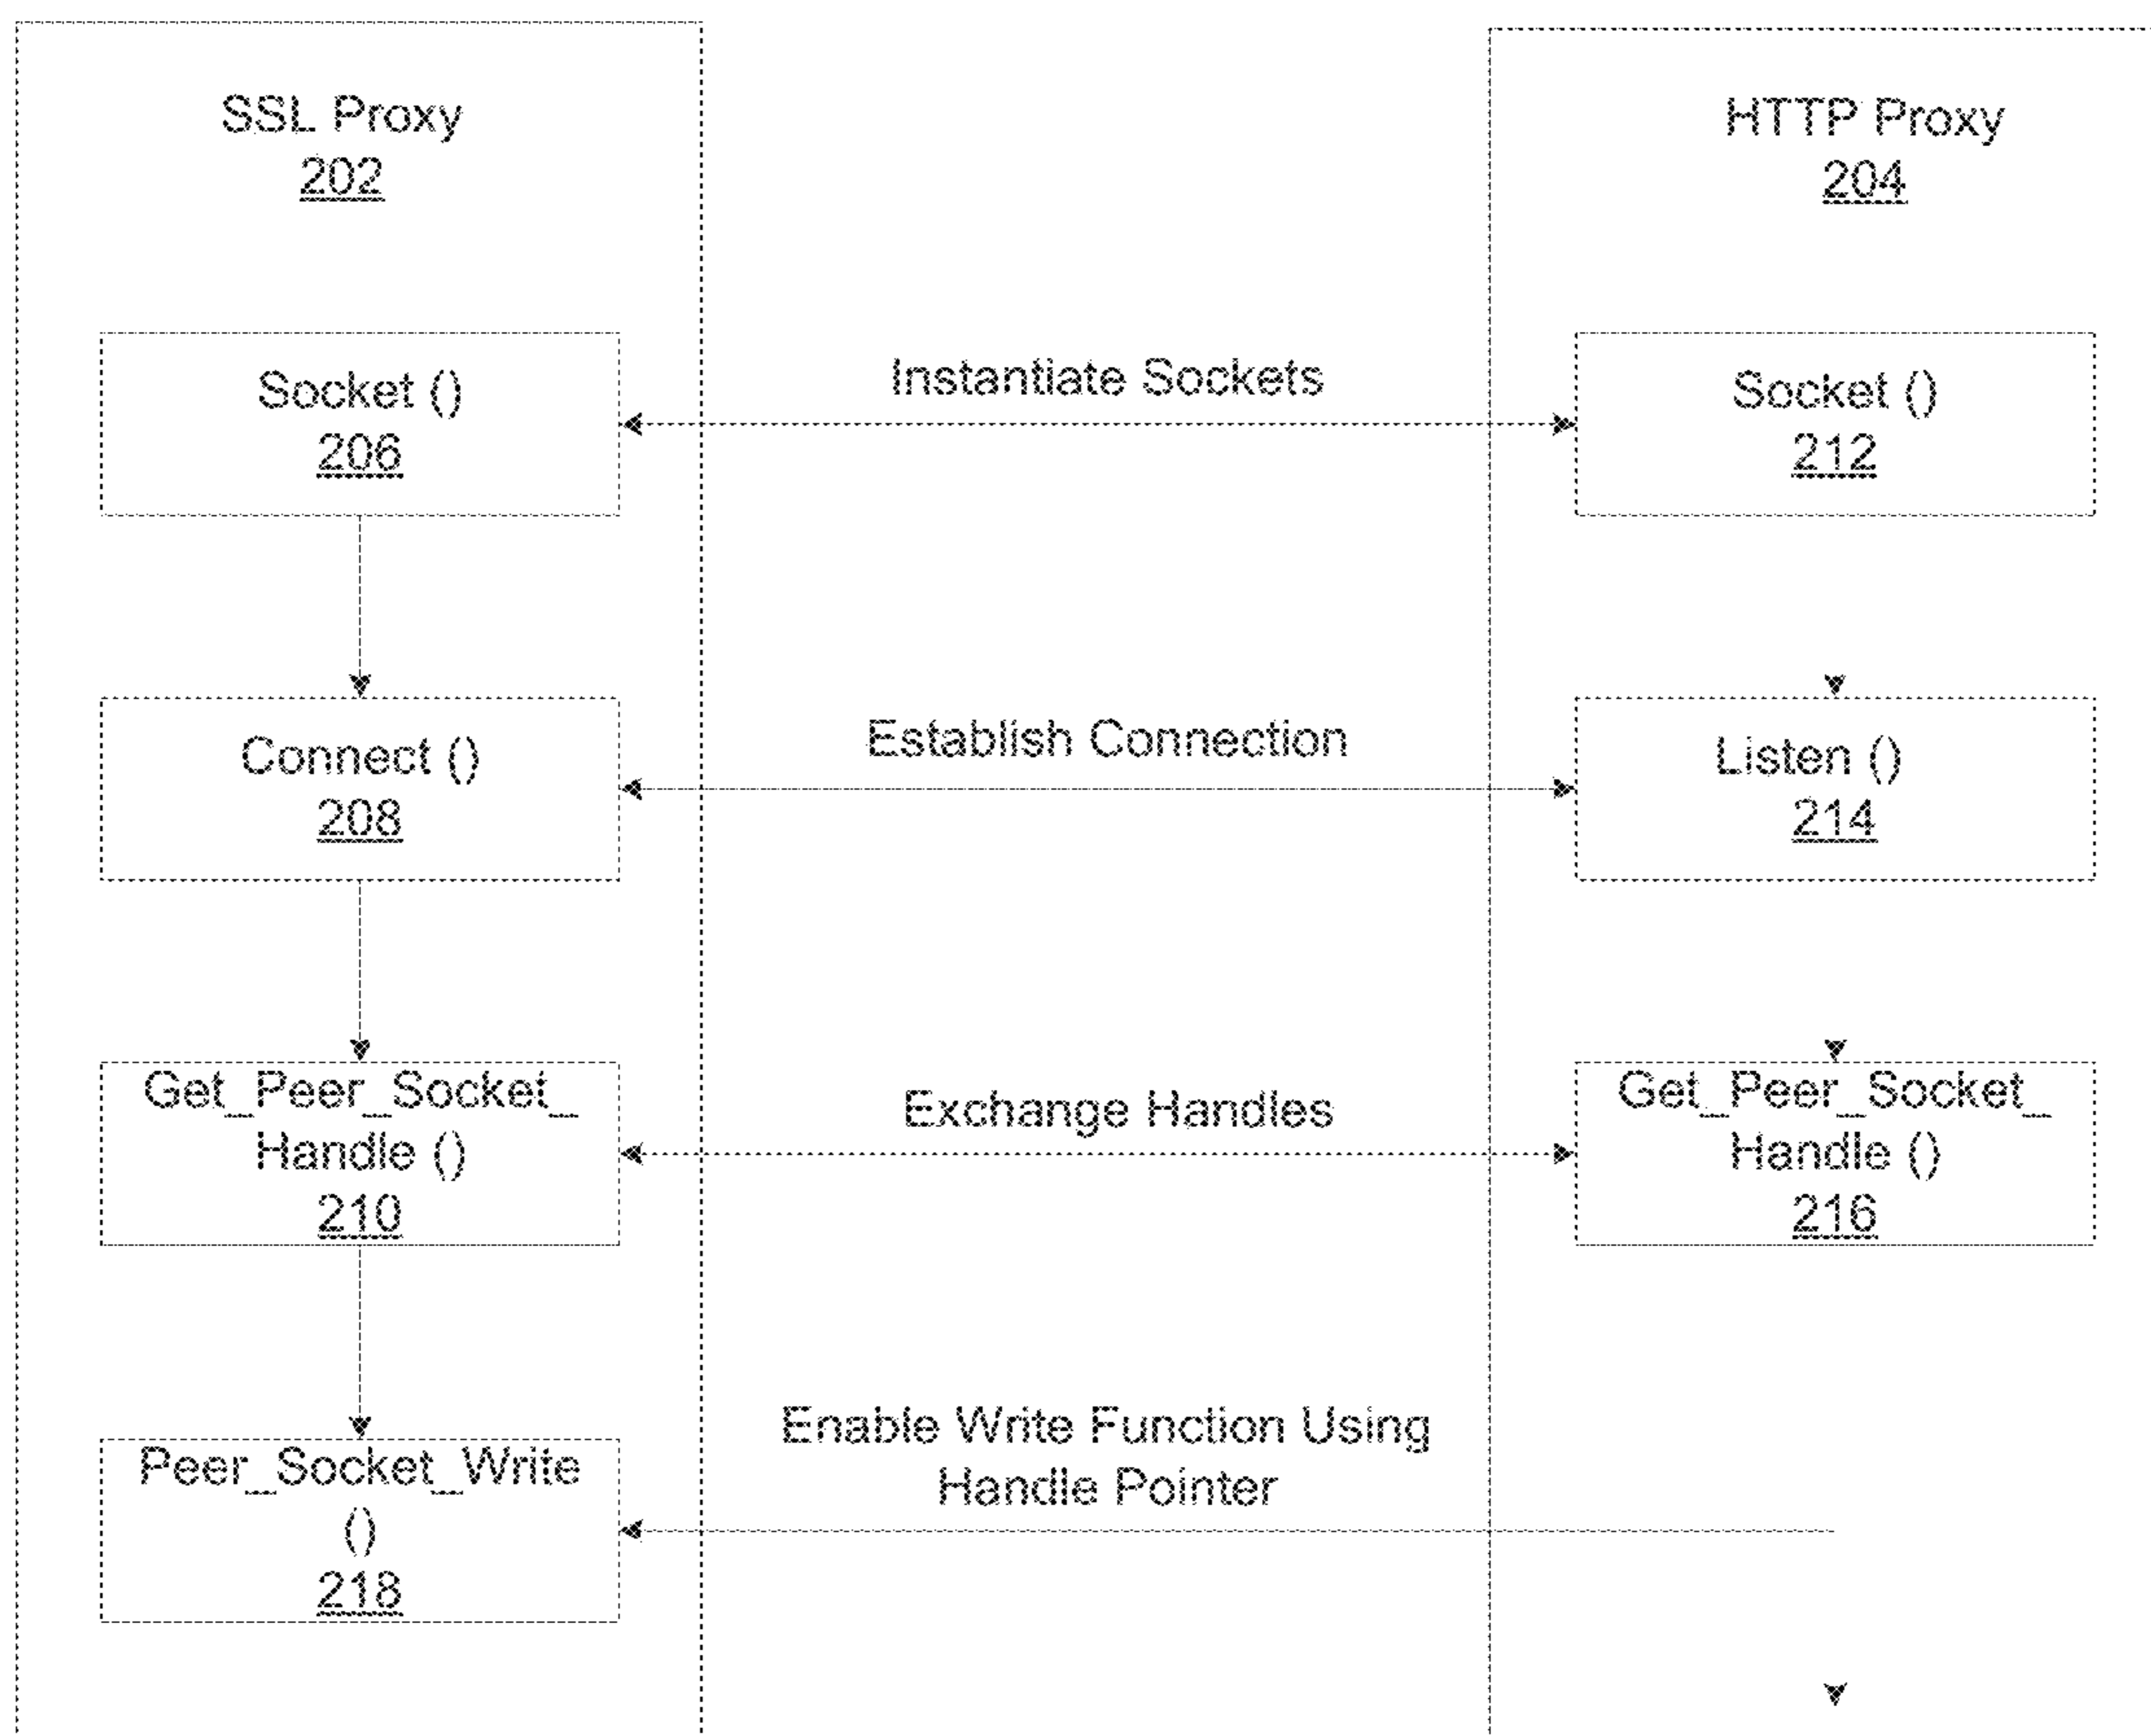 SSL Proxy
202
HTTP Proxy
204
Socket ()
206
Instantiate Sockets
Socket ()
212
Connect ()
208
Establish Connection
Listen ()
214
Get_Peer_Socket_
Handle ()
210
Exchange Handles
Get_Peer_Socket_
Handle ()
216
Peer_Socket_Write
()
218
Enable Write Function Using
Handle Pointer